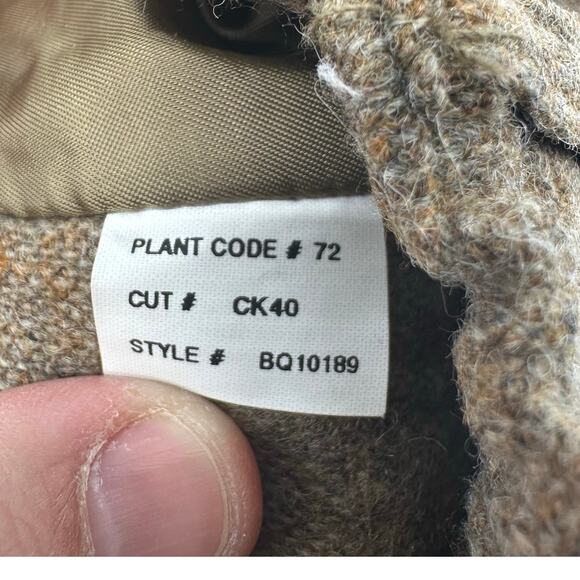 PLANT CODE # 72
CUT # CK40
STYLE # BQ10189